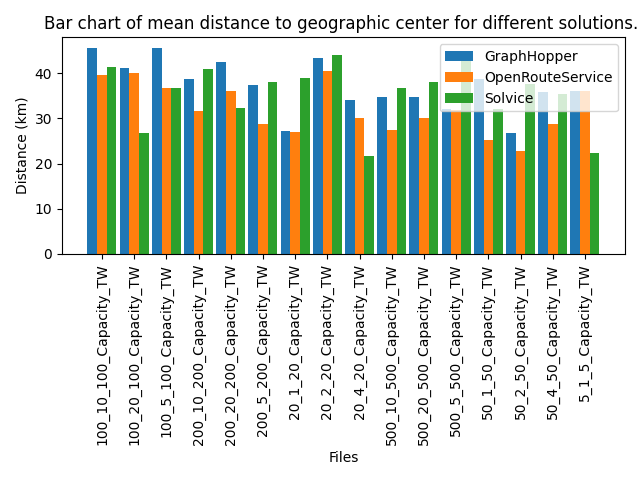 Bar chart of mean distance to geographic center for different solutions.
GraphHopper
OpenRouteService
Solvice
Distance (km)
40
30
20
10
0
100_10_100_Capacity_TW
100_20_100_Capacity_TW
100_5_100_Capacity_TW
200_10_200_Capacity_TW
200_20_200_Capacity_TW
200_5_200_Capacity_TW
20_1_20_Capacity_TW
20_2_20_Capacity_TW
20_4_20_Capacity_TW
500_10_500_Capacity_TW
500_20_500_Capacity_TW
500_5_500_Capacity_TW
50_1_50_Capacity_TW
50_2_50_Capacity_TW
50_4_50_Capacity_TW
5_1_5_Capacity_TW
Files